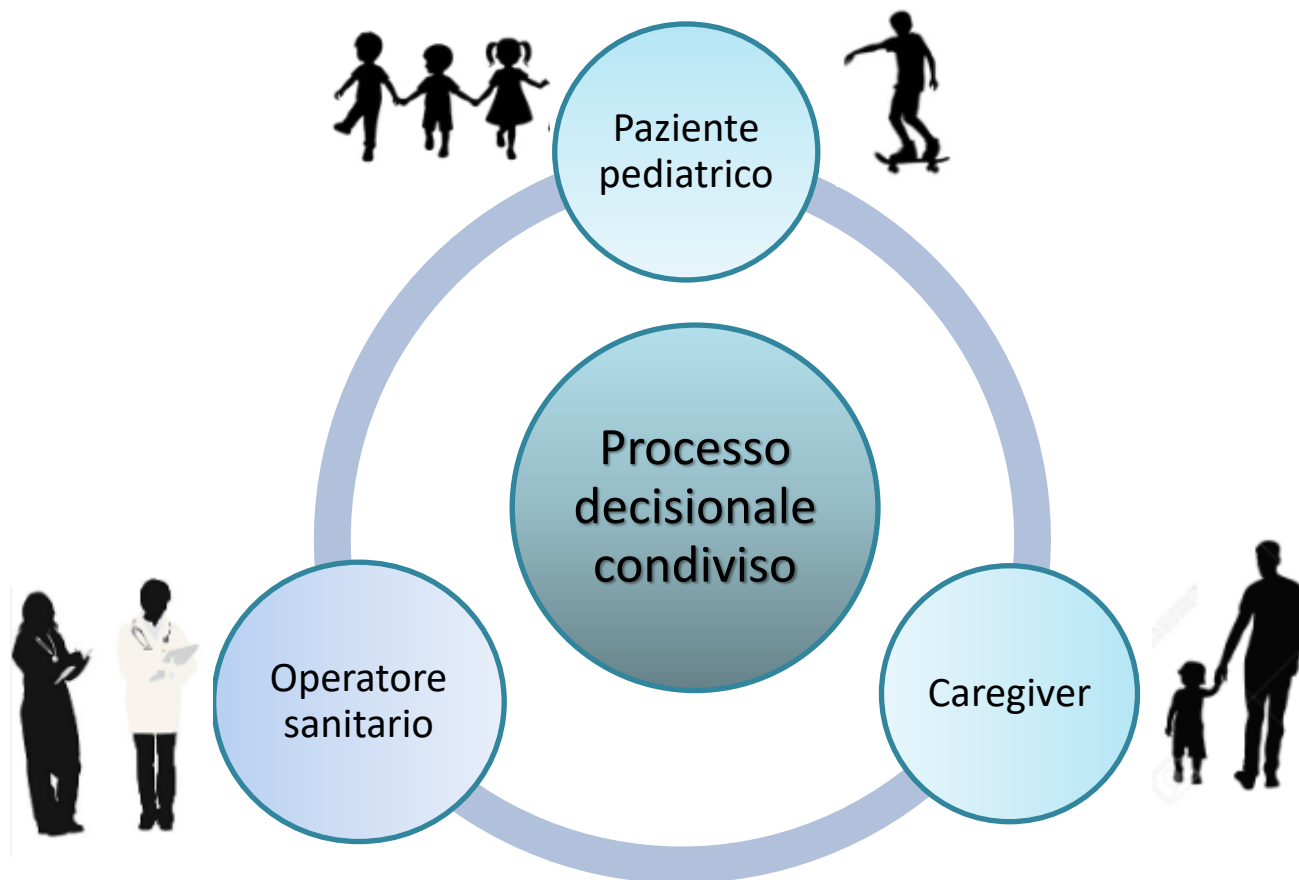 Paziente
pediatrico
Processo
decisionale
condiviso
Operatore
sanitario
Caregiver